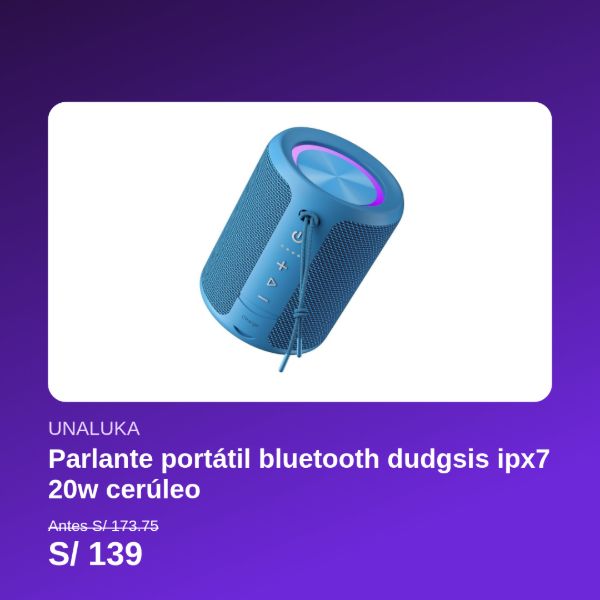 UNALUKA
Parlante portátil bluetooth dudgsis ipx7
20w cerúleo
Antes S/ 173.75
S/ 139